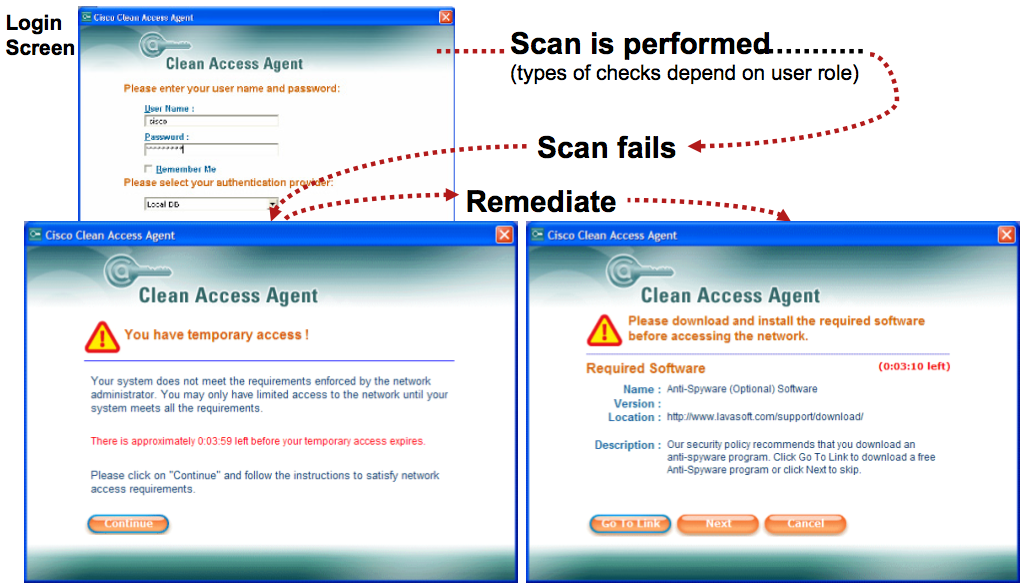 Login
Screen
Cisco Clean Access Agent
Clean Access Agent
Please enter your user name and password:
User Name :
cisco
Password :
*********
Remember Me
Please select your authentication provider:
Local DB
Scan is performed
(types of checks depend on user role)
Scan fails
Remediate
Cisco Clean Access Agent
Clean Access Agent
You have temporary access !
Your system does not meet the requirements enforced by the network
administrator. You may only have limited access to the network until your
system meets all the requirements.
There is approximately 0:03:59 left before your temporary access expires.
Please click on "Continue" and follow the instructions to satisfy network
access requirements.
Continue
Cisco Clean Access Agent
Clean Access Agent
Please download and install the required software
before accessing the network.
Required Software (0:03:10 left)
Name : Anti-Spyware (Optional) Software
Version :
Location : http://www.lavasoft.com/support/download/
Description : Our security policy recommends that you download an
anti-spyware program. Click Go To Link to download a free
Anti-Spyware program or click Next to skip.
Go To Link Next Cancel